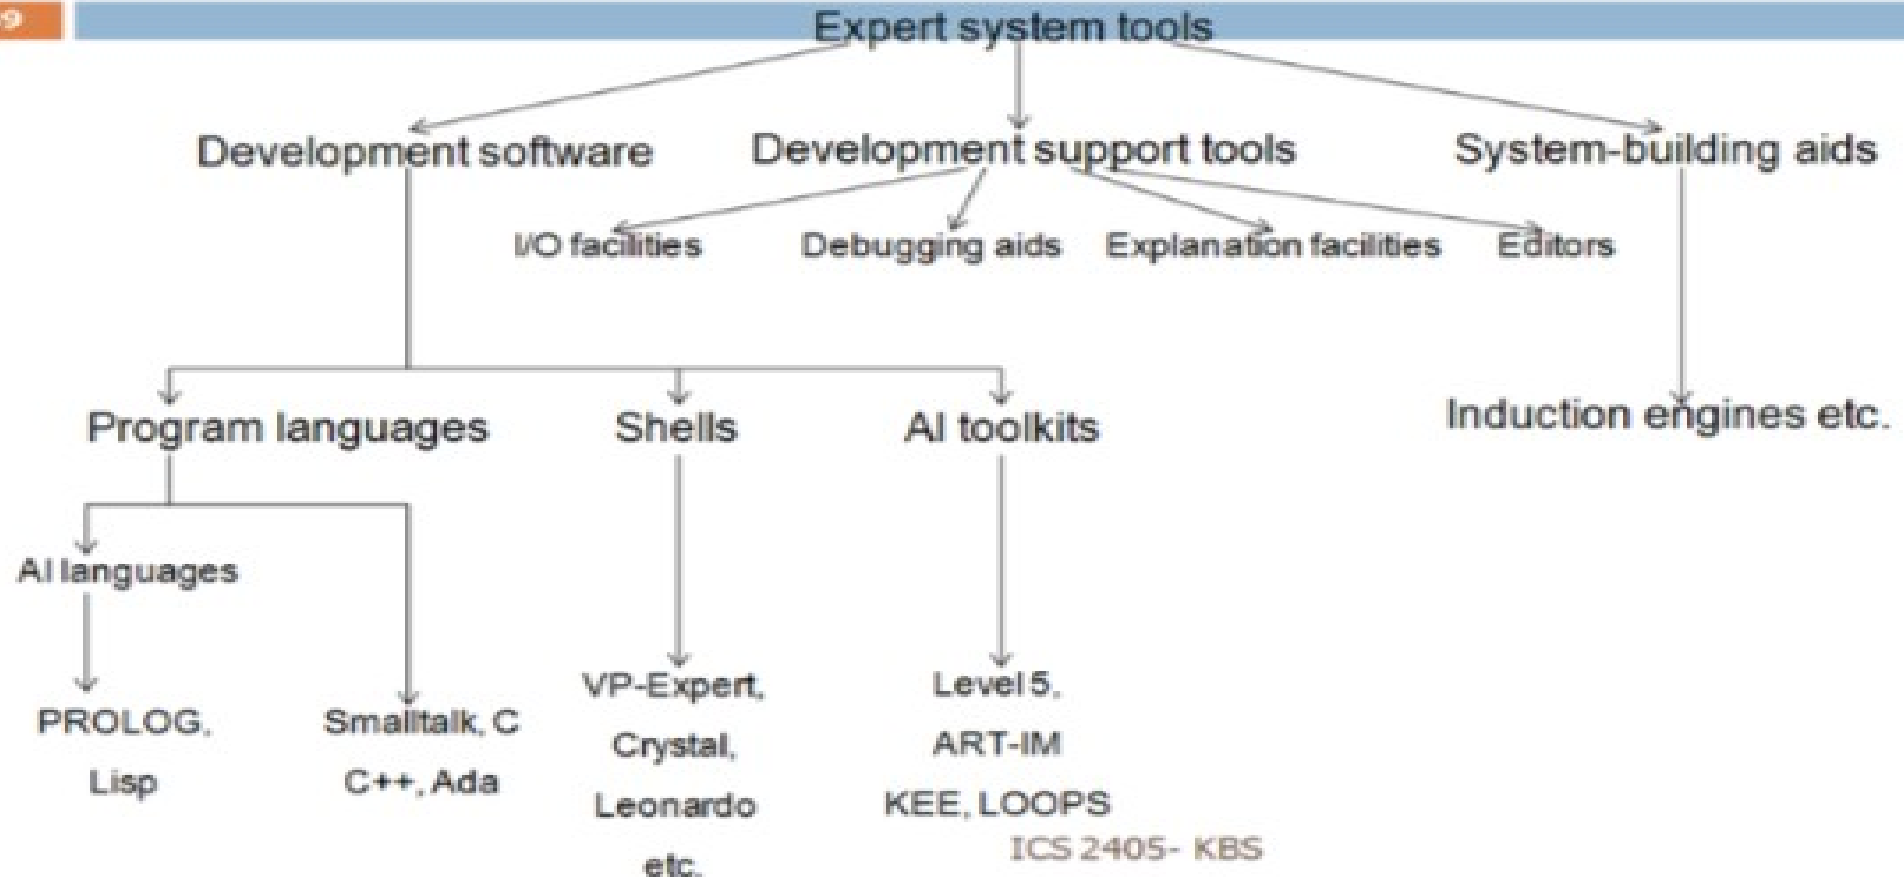 9
Expert system tools
Development software
Development support tools
System-building aids
I/O facilities
Debugging aids
Explanation facilities
Editors
Program languages
Shells
AI toolkits
Induction engines etc.
AI languages
PROLOG,
Lisp
Smalltalk, C
C++, Ada
VP-Expert,
Crystal,
Leonardo
etc.
Level 5,
ART-IM
KEE, LOOPS
ICS 2405- KBS